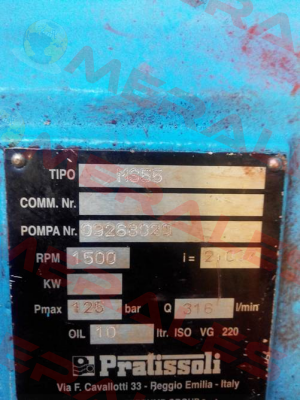 TIPO MS55
COMM. Nr.
POMPA Nr.
RPM 1500 i =
KW
Pmax bar Q 316 l/min
OIL 10 ltr. ISO VG 220
Pratissoli
Via F. Cavallotti 33 - Reggio Emilia - Italy